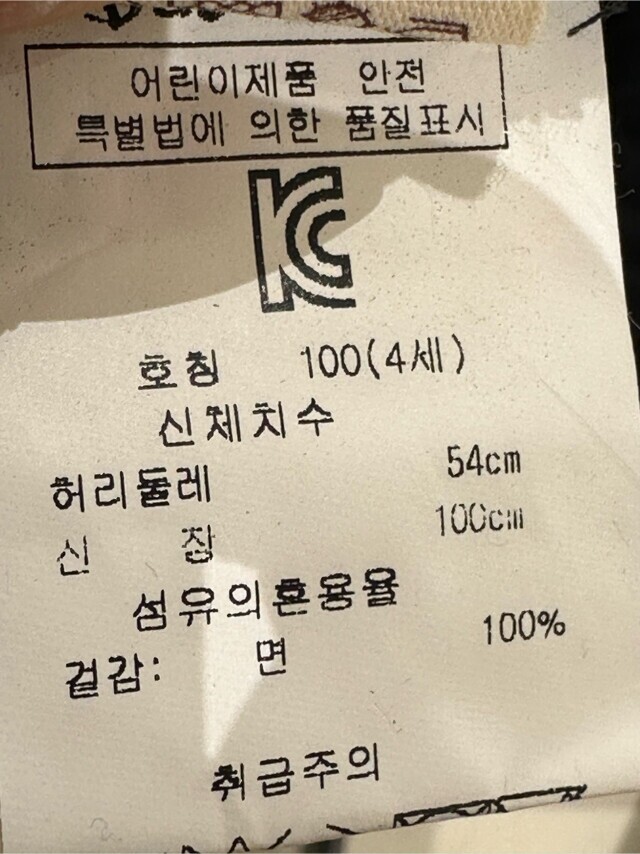 어린이제품 안전
특별법에 의한 품질표시
KC
호칭 100(4세)
신체치수
허리둘레 54cm
신 장 100cm
섬유의혼용율
겉감: 면 100%
취급주의